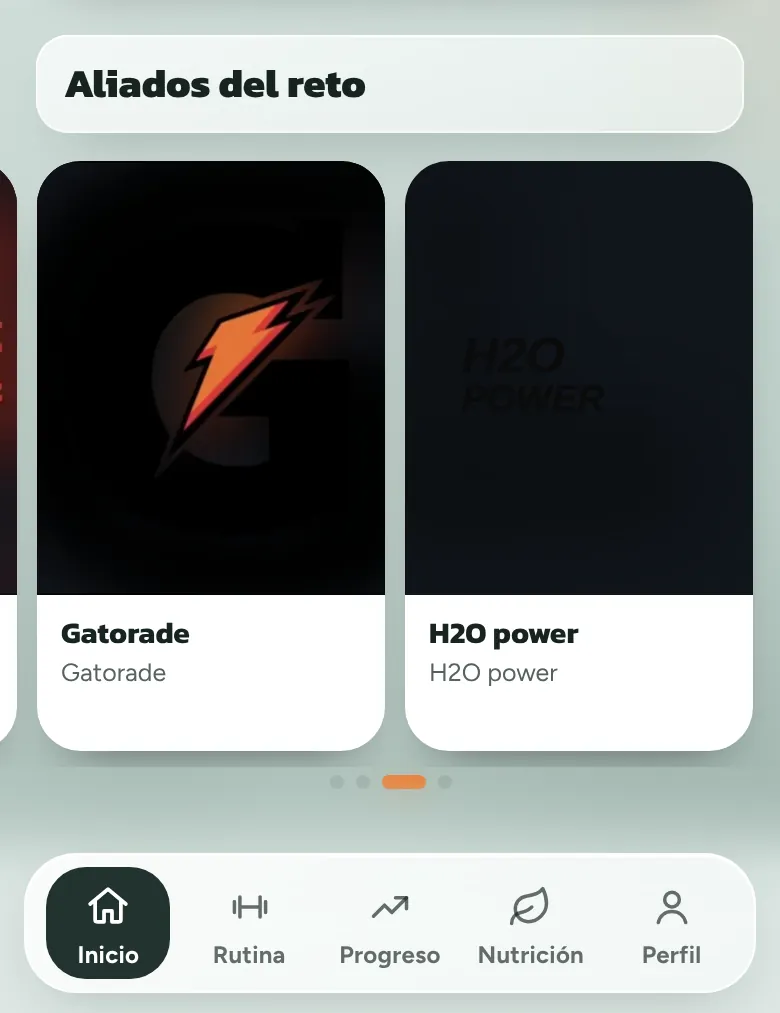 Aliados del reto
H2O
POWER
Gatorade
Gatorade
H2O power
H2O power
Inicio
Rutina
Progreso
Nutrición
Perfil